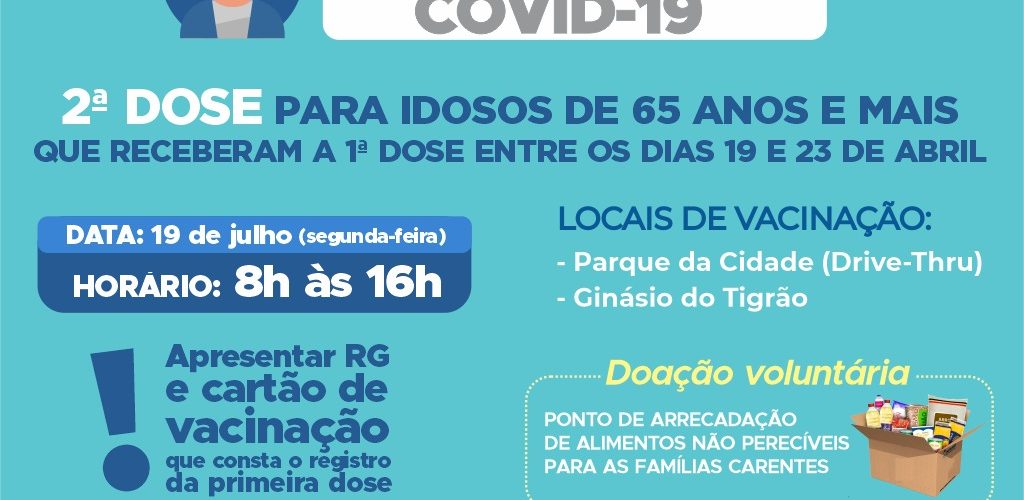 COVID-19
2ª DOSE PARA IDOSOS DE 65 ANOS E MAIS
QUE RECEBERAM A 1ª DOSE ENTRE OS DIAS 19 E 23 DE ABRIL
DATA: 19 de julho (segunda-feira)
HORÁRIO: 8h às 16h
LOCAIS DE VACINAÇÃO:
- Parque da Cidade (Drive-Thru)
- Ginásio do Tigrão
! Apresentar RG
e cartão de
vacinação
que consta o registro
da primeira dose
Doação voluntária
PONTO DE ARRECADAÇÃO
DE ALIMENTOS NÃO PERECÍVEIS
PARA AS FAMÍLIAS CARENTES